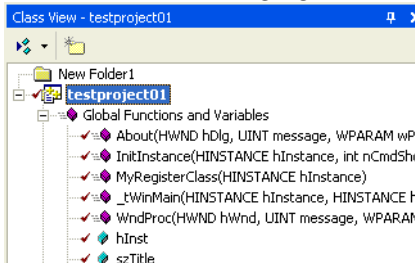 Class View - testproject01
New Folder1
testproject01
Global Functions and Variables
About(HWND hDlg, UINT message, WPARAM wP
InitInstance(HINSTANCE hInstance, int nCmdSho
MyRegisterClass(HINSTANCE hInstance)
_tWinMain(HINSTANCE hInstance, HINSTANCE h
WndProc(HWND hWnd, UINT message, WPARAM
hInst
szTitle